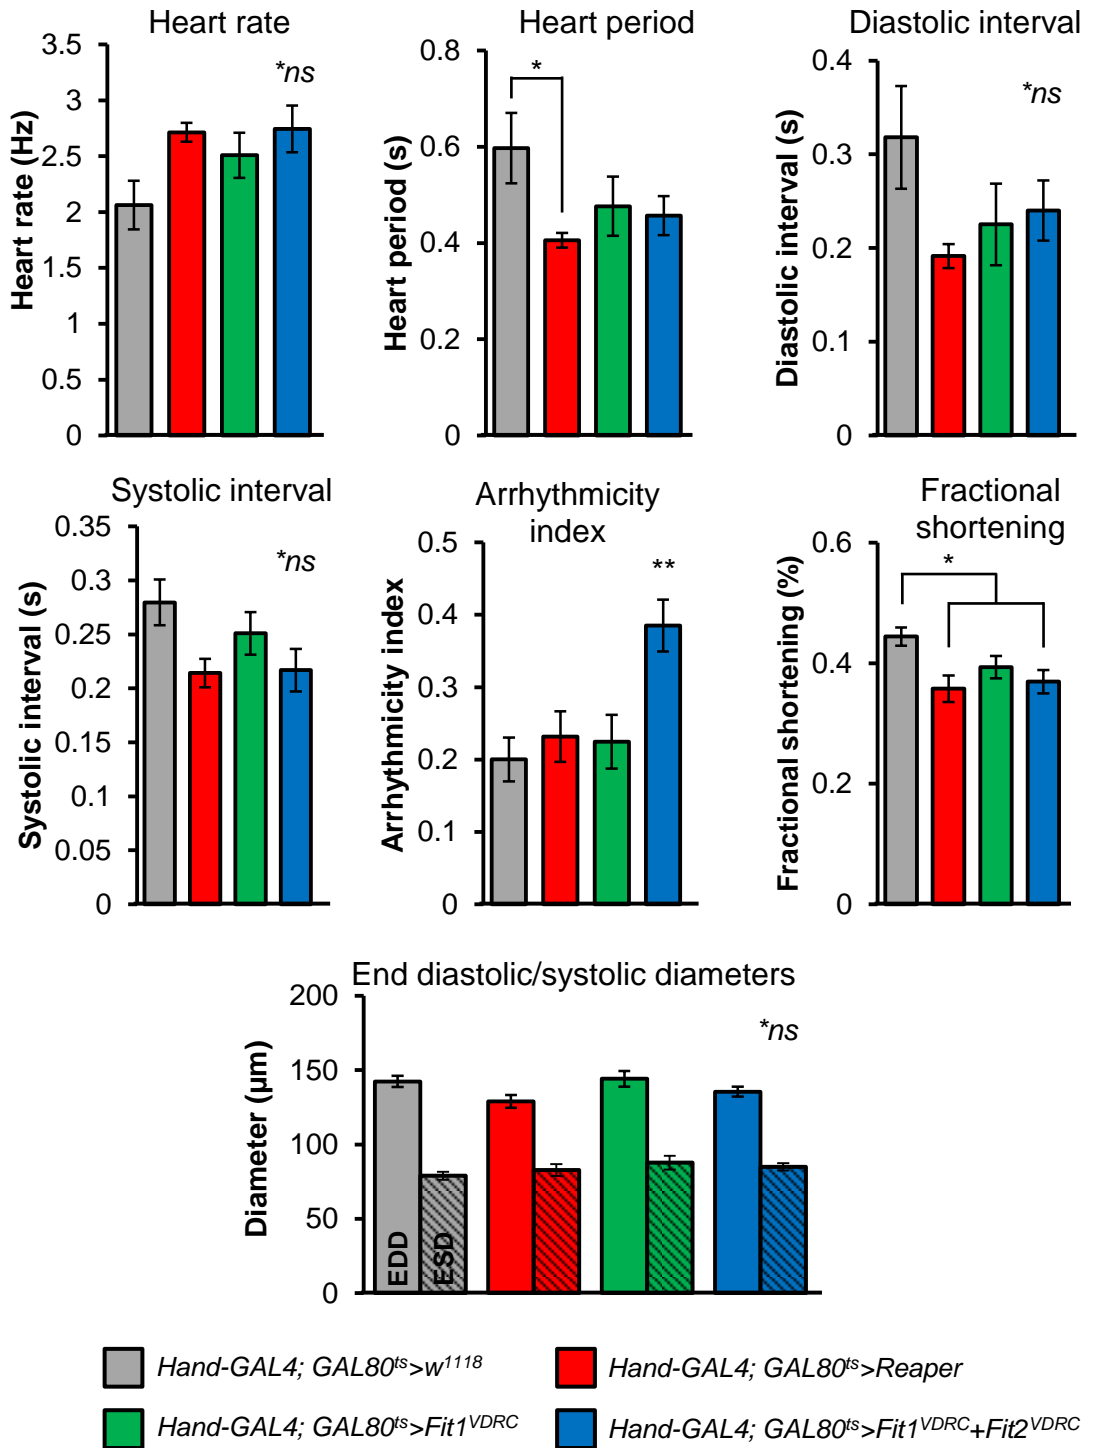 Heart rate
Heart rate (Hz)
3.5
3
2.5
2
1.5
1
0.5
0
*ns
Heart period
Heart period (s)
0.8
0.6
0.4
0.2
0
*
Diastolic interval
Diastolic interval (s)
0.4
0.3
0.2
0.1
0
*ns
Systolic interval
Systolic interval (s)
0.35
0.3
0.25
0.2
0.15
0.1
0.05
0
*ns
Arrhythmicity
index
Arrhythmicity index
0.5
0.4
0.3
0.2
0.1
0
**
Fractional
shortening
Fractional shortening (%)
0.6
0.4
0.2
0
*
End diastolic/systolic diameters
Diameter (µm)
200
150
100
50
0
*ns
EDD
ESD
Hand-GAL4; GAL80ts>w1118
Hand-GAL4; GAL80ts>Reaper
Hand-GAL4; GAL80ts>Fit1VDRC
Hand-GAL4; GAL80ts>Fit1VDRC+Fit2VDRC